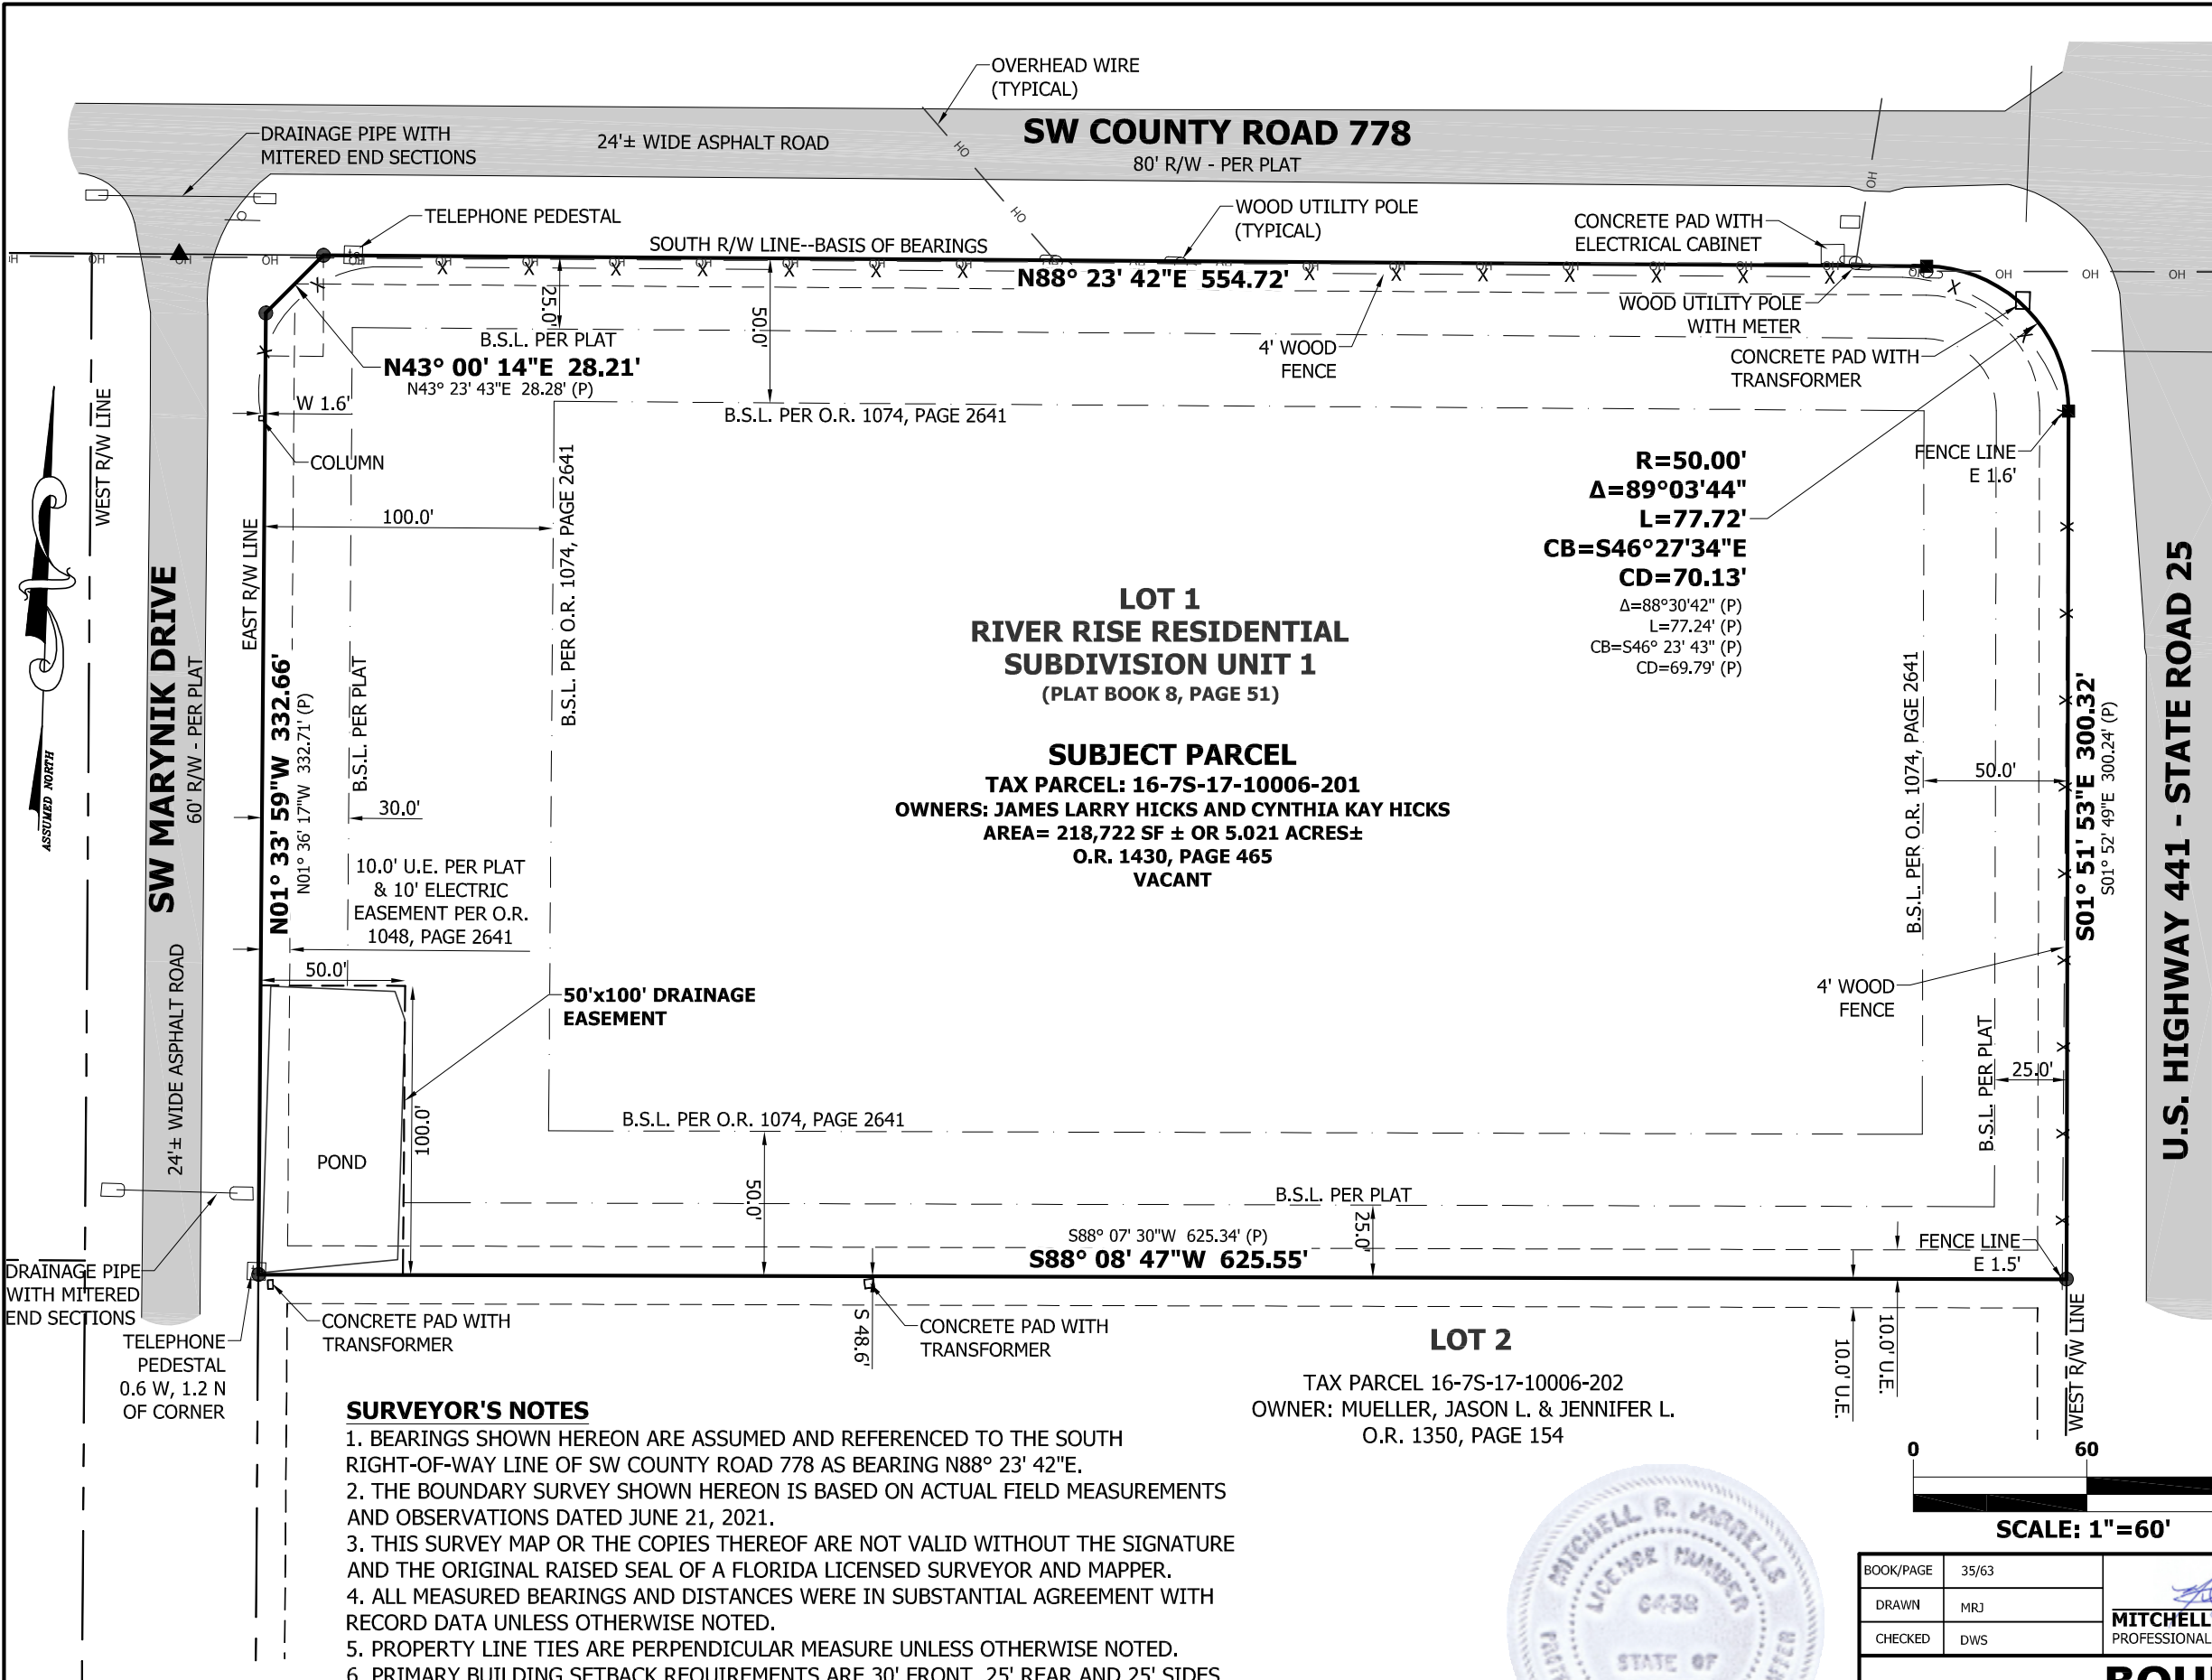 OVERHEAD WIRE
(TYPICAL)
DRAINAGE PIPE WITH
MITERED END SECTIONS
24'± WIDE ASPHALT ROAD
SW COUNTY ROAD 778
80' R/W - PER PLAT
TELEPHONE PEDESTAL
SOUTH R/W LINE--BASIS OF BEARINGS
WOOD UTILITY POLE
(TYPICAL)
CONCRETE PAD WITH
ELECTRICAL CABINET
N88° 23' 42"E 554.72'
25.0'
50.0'
B.S.L. PER PLAT
N43° 00' 14"E 28.21'
N43° 23' 43"E 28.28' (P)
4' WOOD
FENCE
WOOD UTILITY POLE
WITH METER
CONCRETE PAD WITH
TRANSFORMER
W 1.6'
COLUMN
B.S.L. PER O.R. 1074, PAGE 2641
FENCE LINE
E 1.6'
WEST R/W LINE
EAST R/W LINE
100.0'
B.S.L. PER O.R. 1074, PAGE 2641
R=50.00'
Δ=89°03'44"
L=77.72'
CB=S46°27'34"E
CD=70.13'
Δ=88°30'42" (P)
L=77.24' (P)
CB=S46° 23' 43" (P)
CD=69.79' (P)
LOT 1
RIVER RISE RESIDENTIAL
SUBDIVISION UNIT 1
(PLAT BOOK 8, PAGE 51)
SUBJECT PARCEL
TAX PARCEL: 16-7S-17-10006-201
OWNERS: JAMES LARRY HICKS AND CYNTHIA KAY HICKS
AREA= 218,722 SF ± OR 5.021 ACRES±
O.R. 1430, PAGE 465
VACANT
ASSUMED NORTH
SW MARYNIK DRIVE
60' R/W - PER PLAT
24'± WIDE ASPHALT ROAD
N01° 33' 59"W 332.66'
N01° 36' 17"W 332.71' (P)
B.S.L. PER PLAT
30.0'
10.0' U.E. PER PLAT
& 10' ELECTRIC
EASEMENT PER O.R.
1048, PAGE 2641
50.0'
50'x100' DRAINAGE
EASEMENT
100.0'
POND
B.S.L. PER O.R. 1074, PAGE 2641
50.0'
S01° 51' 53"E 300.32'
S01° 52' 49"E 300.24' (P)
U.S. HIGHWAY 441 - STATE ROAD 25
4' WOOD
FENCE
B.S.L. PER PLAT
25.0'
B.S.L. PER O.R. 1074, PAGE 2641
50.0'
B.S.L. PER PLAT
25.0'
S88° 07' 30"W 625.34' (P)
S88° 08' 47"W 625.55'
FENCE LINE
E 1.5'
DRAINAGE PIPE
WITH MITERED
END SECTIONS
TELEPHONE
PEDESTAL
0.6 W, 1.2 N
OF CORNER
CONCRETE PAD WITH
TRANSFORMER
S 48.6'
CONCRETE PAD WITH
TRANSFORMER
10.0' U.E.
10.0' U.E.
WEST R/W LINE
LOT 2
TAX PARCEL 16-7S-17-10006-202
OWNER: MUELLER, JASON L. & JENNIFER L.
O.R. 1350, PAGE 154
SURVEYOR'S NOTES
1. BEARINGS SHOWN HEREON ARE ASSUMED AND REFERENCED TO THE SOUTH
RIGHT-OF-WAY LINE OF SW COUNTY ROAD 778 AS BEARING N88° 23' 42"E.
2. THE BOUNDARY SURVEY SHOWN HEREON IS BASED ON ACTUAL FIELD MEASUREMENTS
AND OBSERVATIONS DATED JUNE 21, 2021.
3. THIS SURVEY MAP OR THE COPIES THEREOF ARE NOT VALID WITHOUT THE SIGNATURE
AND THE ORIGINAL RAISED SEAL OF A FLORIDA LICENSED SURVEYOR AND MAPPER.
4. ALL MEASURED BEARINGS AND DISTANCES WERE IN SUBSTANTIAL AGREEMENT WITH
RECORD DATA UNLESS OTHERWISE NOTED.
5. PROPERTY LINE TIES ARE PERPENDICULAR MEASURE UNLESS OTHERWISE NOTED.
6. PRIMARY BUILDING SETBACK REQUIREMENTS ARE 30' FRONT, 25' REAR AND 25' SIDES
MITCHELL R. JARRELLS
LICENSE NUMBER
6438
STATE OF
0 60
SCALE: 1"=60'
BOOK/PAGE 35/63
DRAWN MRJ
CHECKED DWS
MITCHELL
PROFESSIONAL